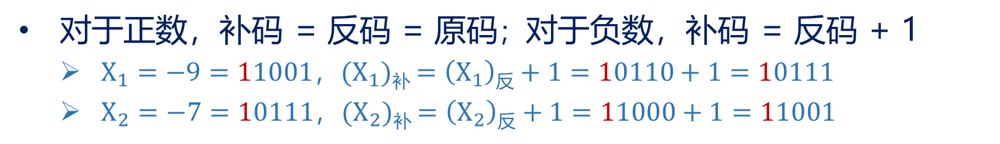 • 对于正数，补码 = 反码 = 原码；对于负数，补码 = 反码 + 1
➢ X₁ = −9 = 11001，(X₁)补 = (X₁)反 + 1 = 10110 + 1 = 10111
➢ X₂ = −7 = 10111，(X₂)补 = (X₂)反 + 1 = 11000 + 1 = 11001